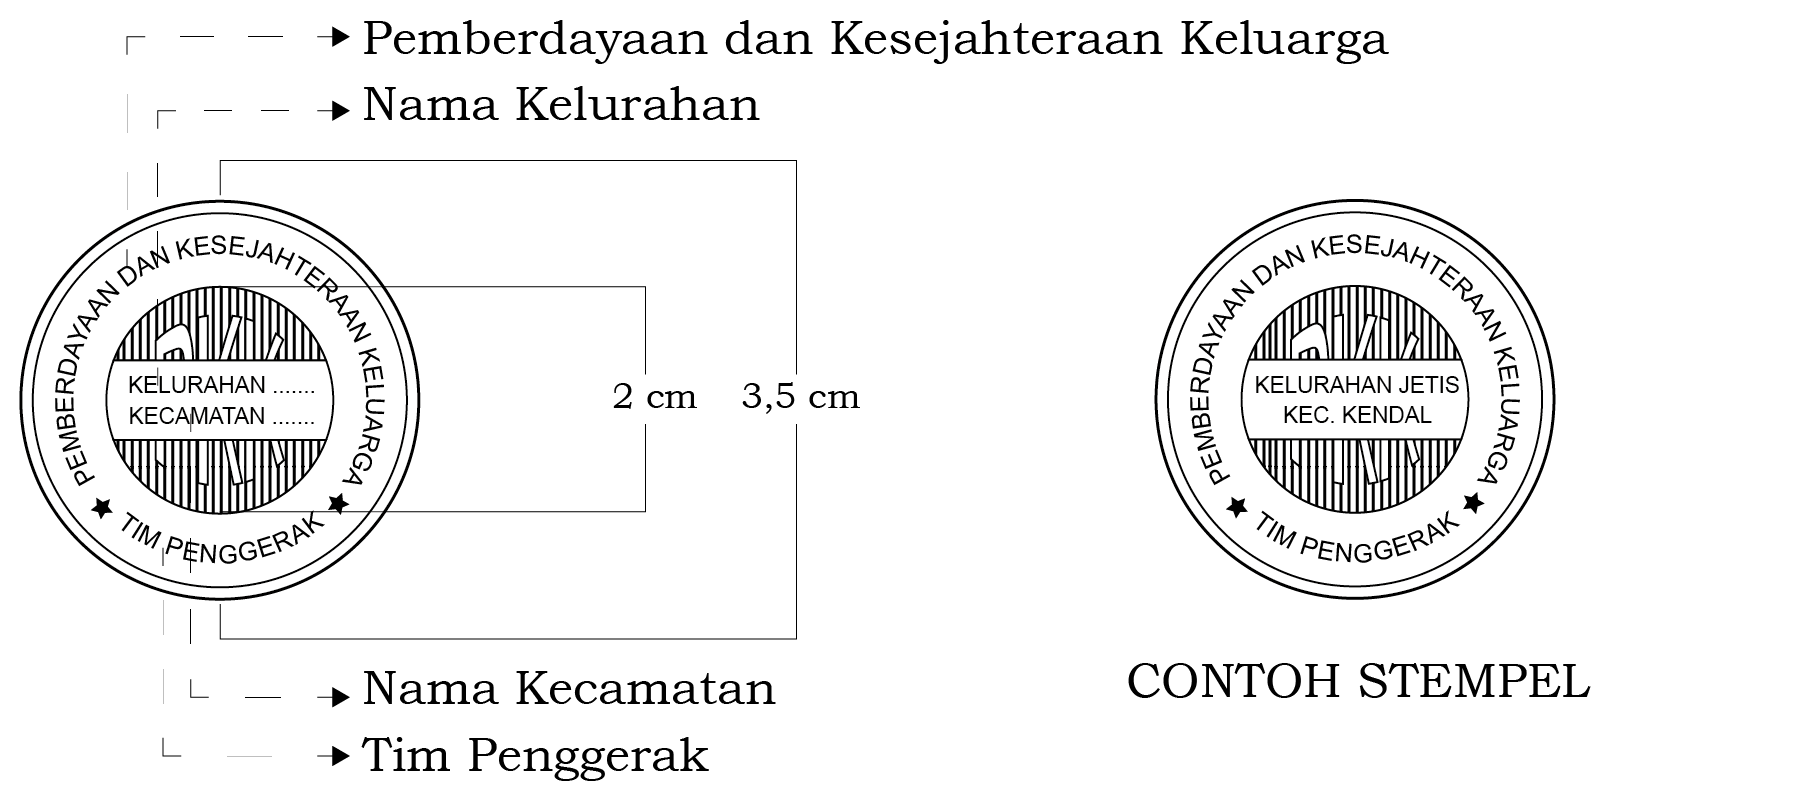 Pemberdayaan dan Kesejahteraan Keluarga
Nama Kelurahan
PEMBERDAYAAN DAN KESEJAHTERAAN KELUARGA
KELURAHAN .......
KECAMATAN .......
TIM PENGGERAK
2 cm
3,5 cm
Nama Kecamatan
Tim Penggerak
PEMBERDAYAAN DAN KESEJAHTERAAN KELUARGA
KELURAHAN JETIS
KEC. KENDAL
TIM PENGGERAK
CONTOH STEMPEL